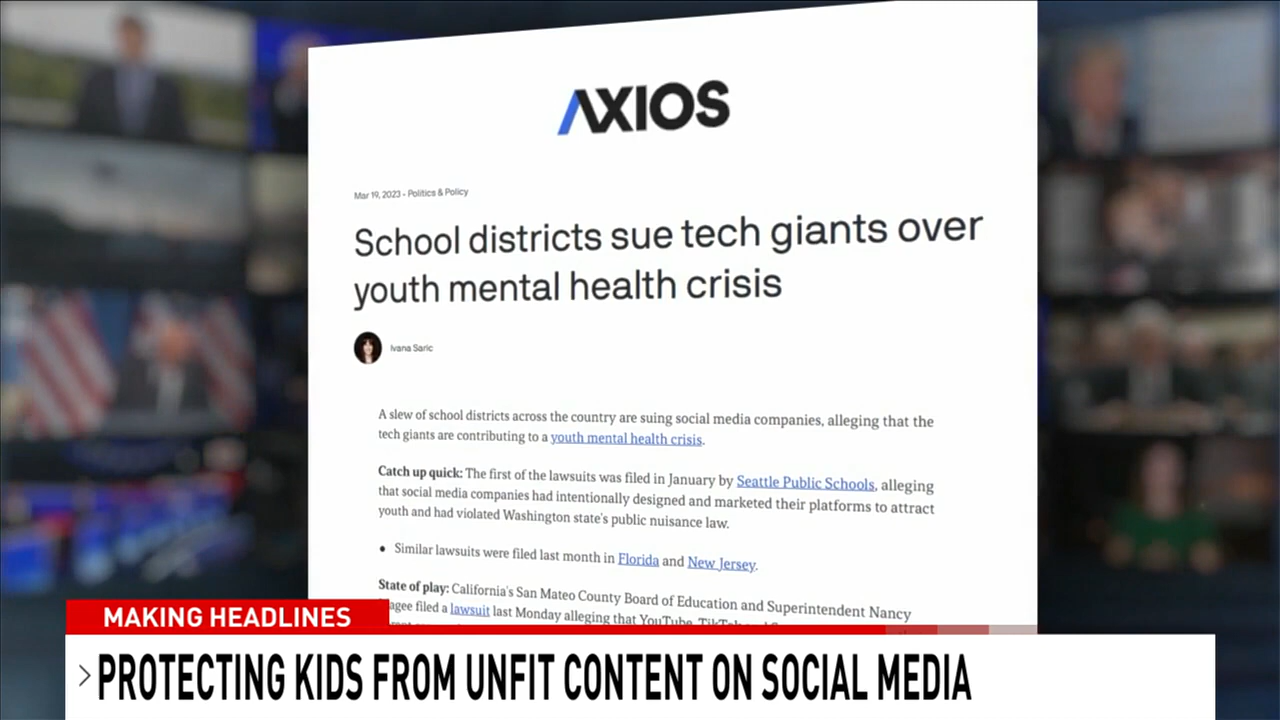 AXIOS
Mar 19, 2023 - Politics & Policy
School districts sue tech giants over
youth mental health crisis
Ivana Saric
A slew of school districts across the country are suing social media companies, alleging that the
tech giants are contributing to a youth mental health crisis.
Catch up quick: The first of the lawsuits was filed in January by Seattle Public Schools, alleging
that social media companies had intentionally designed and marketed their platforms to attract
youth and had violated Washington state's public nuisance law.
• Similar lawsuits were filed last month in Florida and New Jersey.
State of play: California's San Mateo County Board of Education and Superintendent Nancy
filed a lawsuit last Monday alleging that YouTube, TikTok
MAKING HEADLINES
> PROTECTING KIDS FROM UNFIT CONTENT ON SOCIAL MEDIA